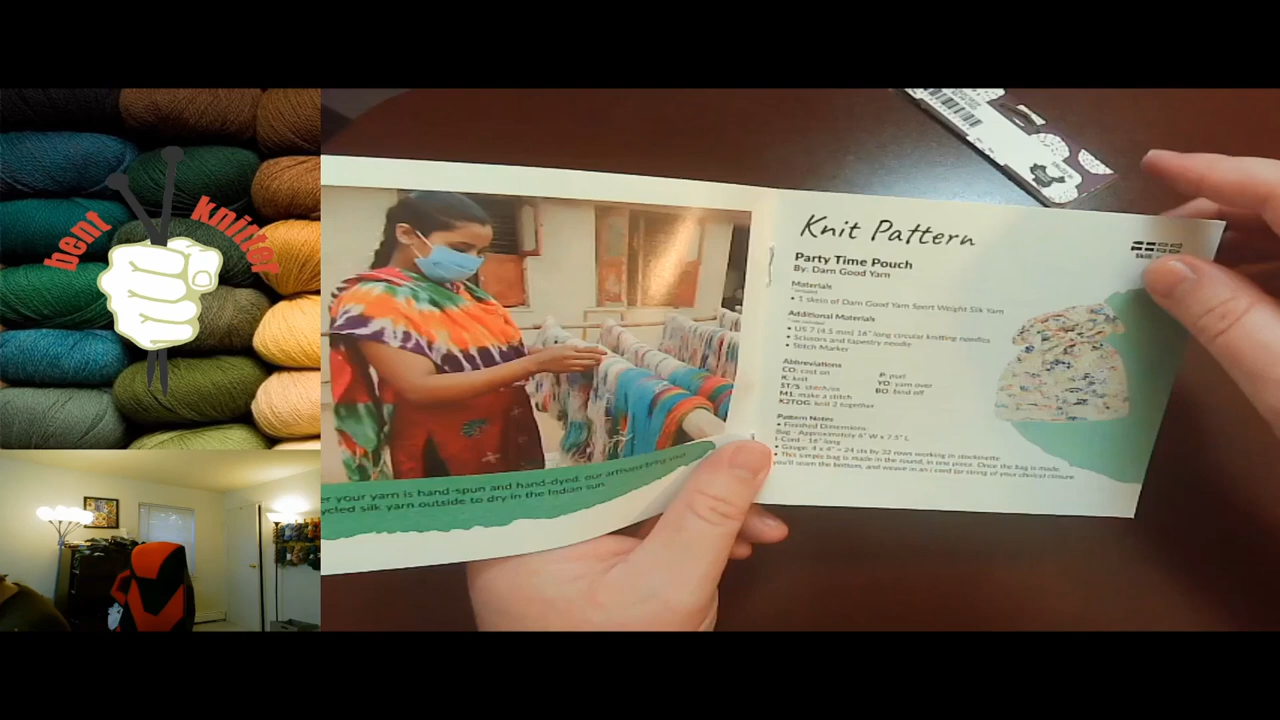 bent
knitter
er your yarn is hand-spun and hand-dyed, our artisans bring your
ycled silk yarn outside to dry in the Indian sun.
Knit Pattern
Party Time Pouch
By: Darn Good Yarn
Materials
• 1 skein of Darn Good Yarn Sport Weight Silk Yarn
Additional Materials
• US 7 (4.5 mm) 16" long circular knitting needles
• Scissors and tapestry needle
• Stitch Marker
Abbreviations
CO: cast on
K: knit
ST/S: stitch/es
M1: make a stitch
K2TOG: knit 2 together
P: purl
YO: yarn over
BO: bind off
Pattern Notes
• Finished Dimensions:
Bag - Approximately 6" W x 7.5" L
I-Cord - 16" long
• Gauge: 4 x 4" = 24 sts by 32 rows working in stockinette
• This simple bag is made in the round, in one piece. Once the bag is made
you'll seam the bottom, and weave in an i cord (or string of your choice) closure.
Skill